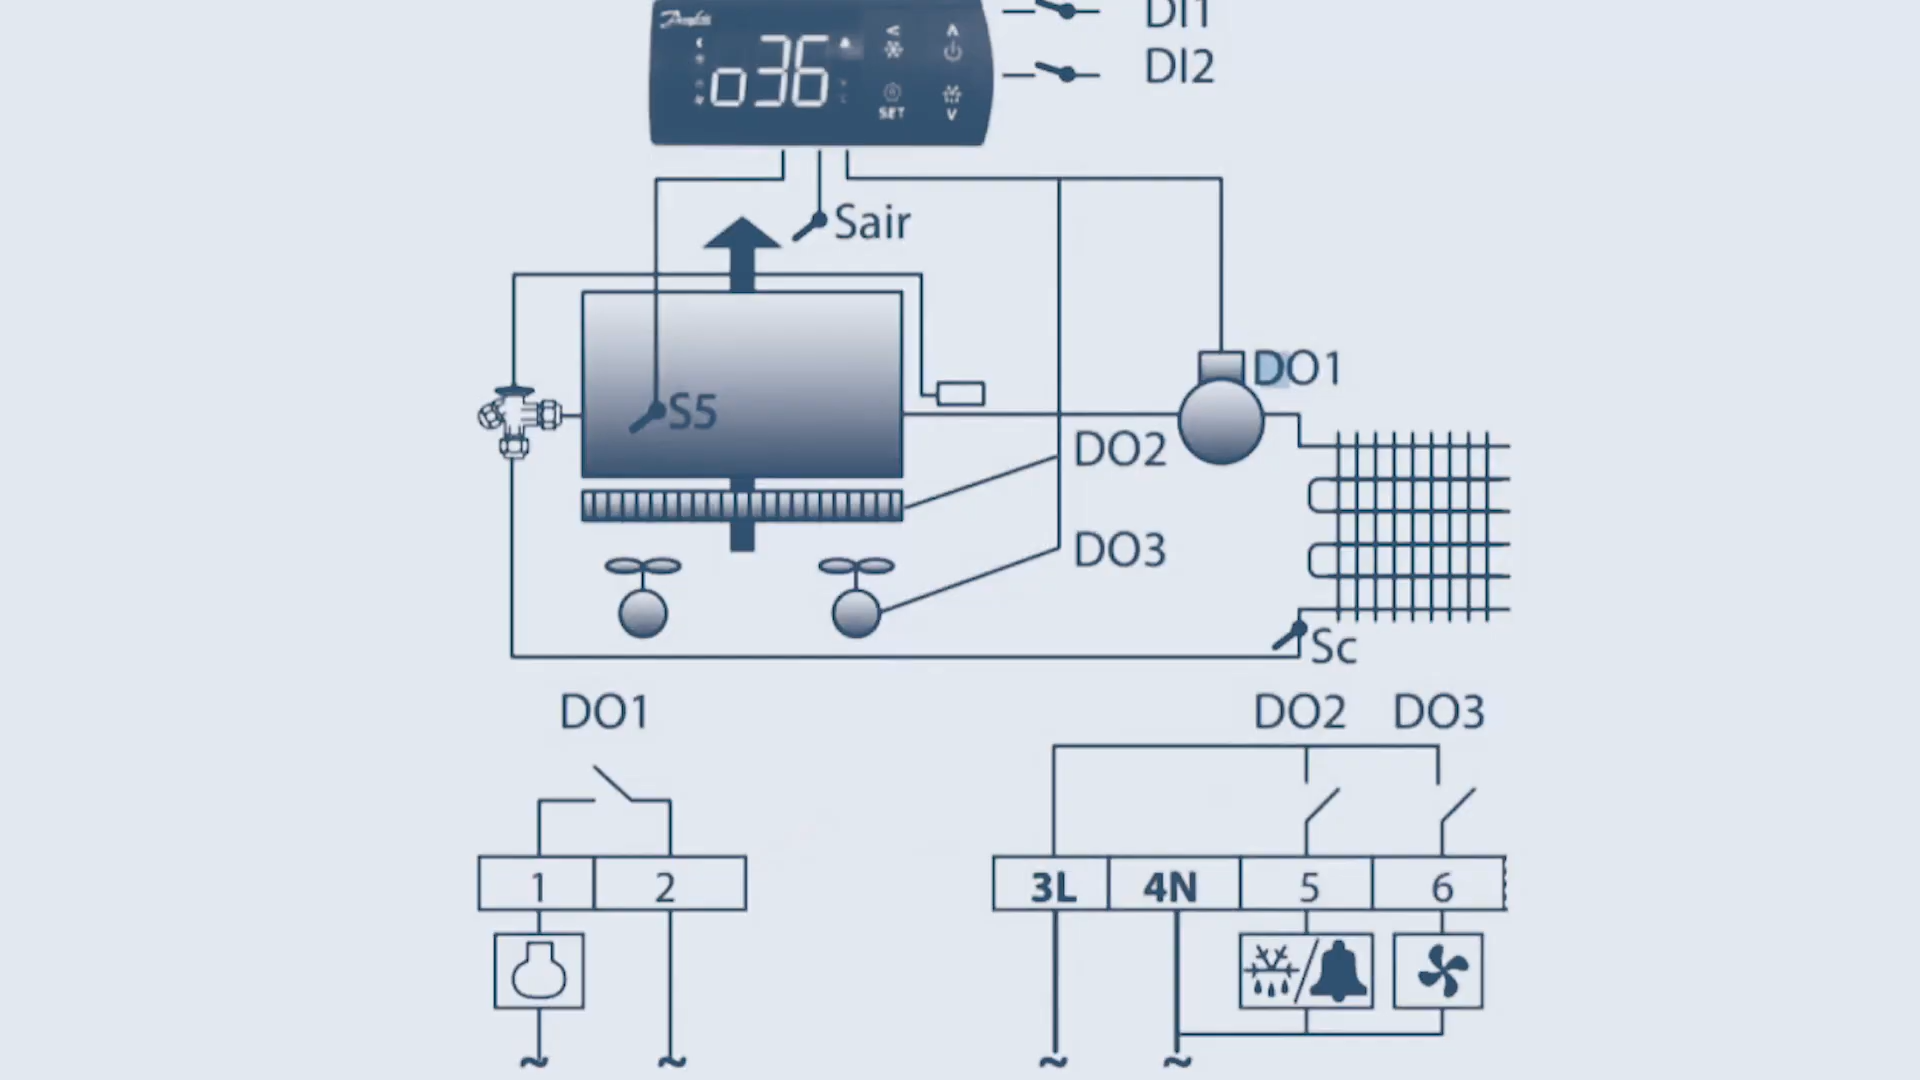 DI1
Danfoss
o36
SET
DI2
Sair
DO1
S5
DO2
DO3
Sc
DO1
DO2 DO3
1 2
3L 4N 5 6
~ ~ ~ ~